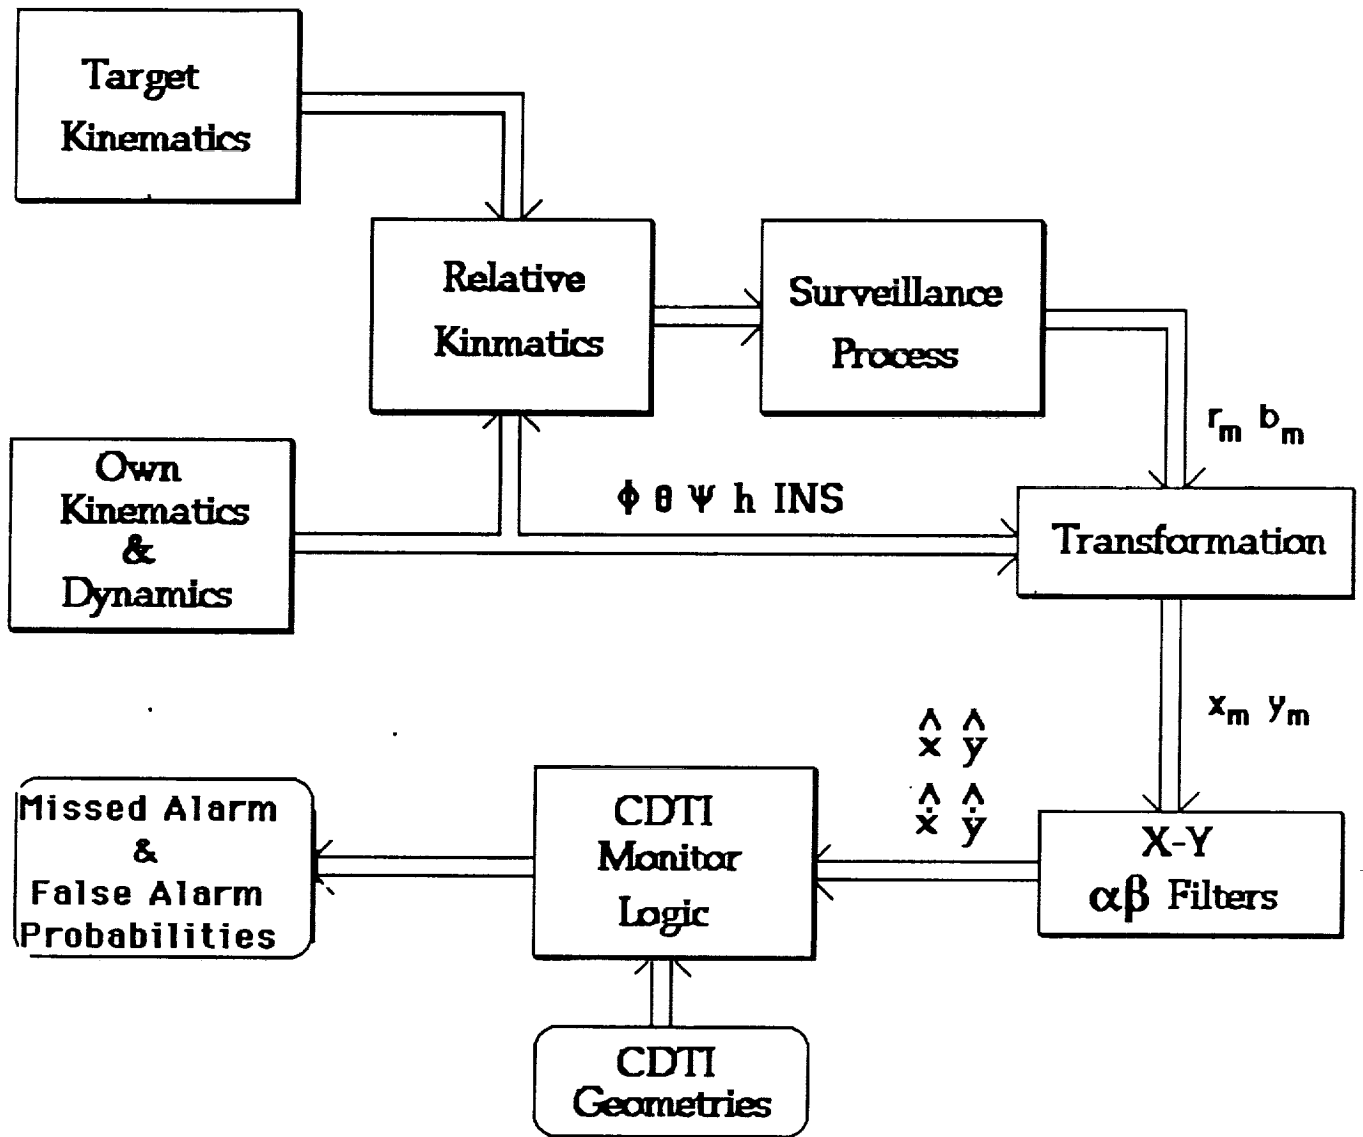 Target
Kinematics
Relative
Kinmatics
Surveillance
Process
r_m b_m
Own
Kinematics
&
Dynamics
ϕ θ Ψ h INS
Transformation
x_m y_m
x̂ ŷ
ẋ̂ ẏ̂
Missed Alarm
&
False Alarm
Probabilities
CDTI
Monitor
Logic
X-Y
αβ Filters
CDTI
Geometries